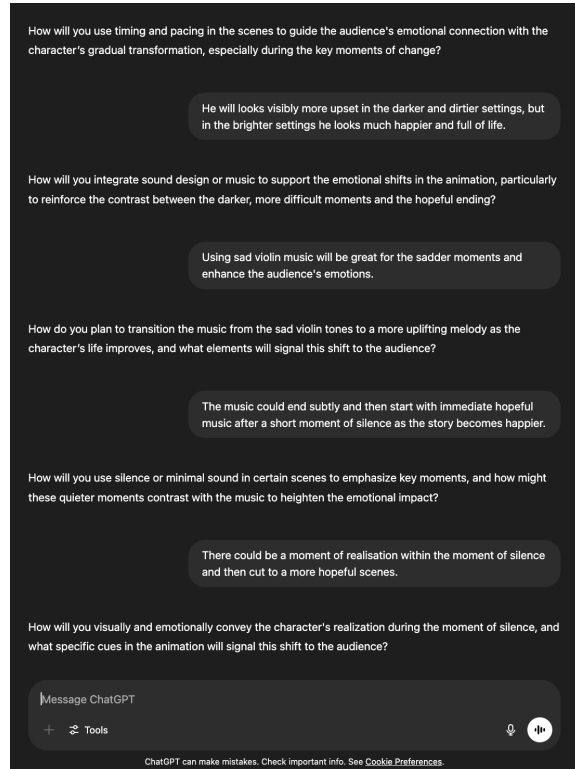 How will you use timing and pacing in the scenes to guide the audience's emotional connection with the
character's gradual transformation, especially during the key moments of change?
He will looks visibly more upset in the darker and dirtier settings, but
in the brighter settings he looks much happier and full of life.
How will you integrate sound design or music to support the emotional shifts in the animation, particularly
to reinforce the contrast between the darker, more difficult moments and the hopeful ending?
Using sad violin music will be great for the sadder moments and
enhance the audience's emotions.
How do you plan to transition the music from the sad violin tones to a more uplifting melody as the
character's life improves, and what elements will signal this shift to the audience?
The music could end subtly and then start with immediate hopeful
music after a short moment of silence as the story becomes happier.
How will you use silence or minimal sound in certain scenes to emphasize key moments, and how might
these quieter moments contrast with the music to heighten the emotional impact?
There could be a moment of realisation within the moment of silence
and then cut to a more hopeful scenes.
How will you visually and emotionally convey the character's realization during the moment of silence, and
what specific cues in the animation will signal this shift to the audience?
Message ChatGPT
Tools
ChatGPT can make mistakes. Check important info. See Cookie Preferences.